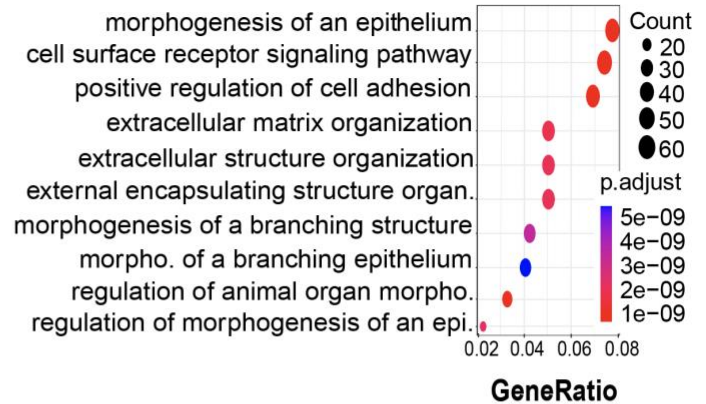 morphogenesis of an epithelium
cell surface receptor signaling pathway
positive regulation of cell adhesion
extracellular matrix organization
extracellular structure organization
external encapsulating structure organ.
morphogenesis of a branching structure
morpho. of a branching epithelium
regulation of animal organ morpho.
regulation of morphogenesis of an epi.
0.02 0.04 0.06 0.08
GeneRatio
Count
20
30
40
50
60
p.adjust
5e-09
4e-09
3e-09
2e-09
1e-09